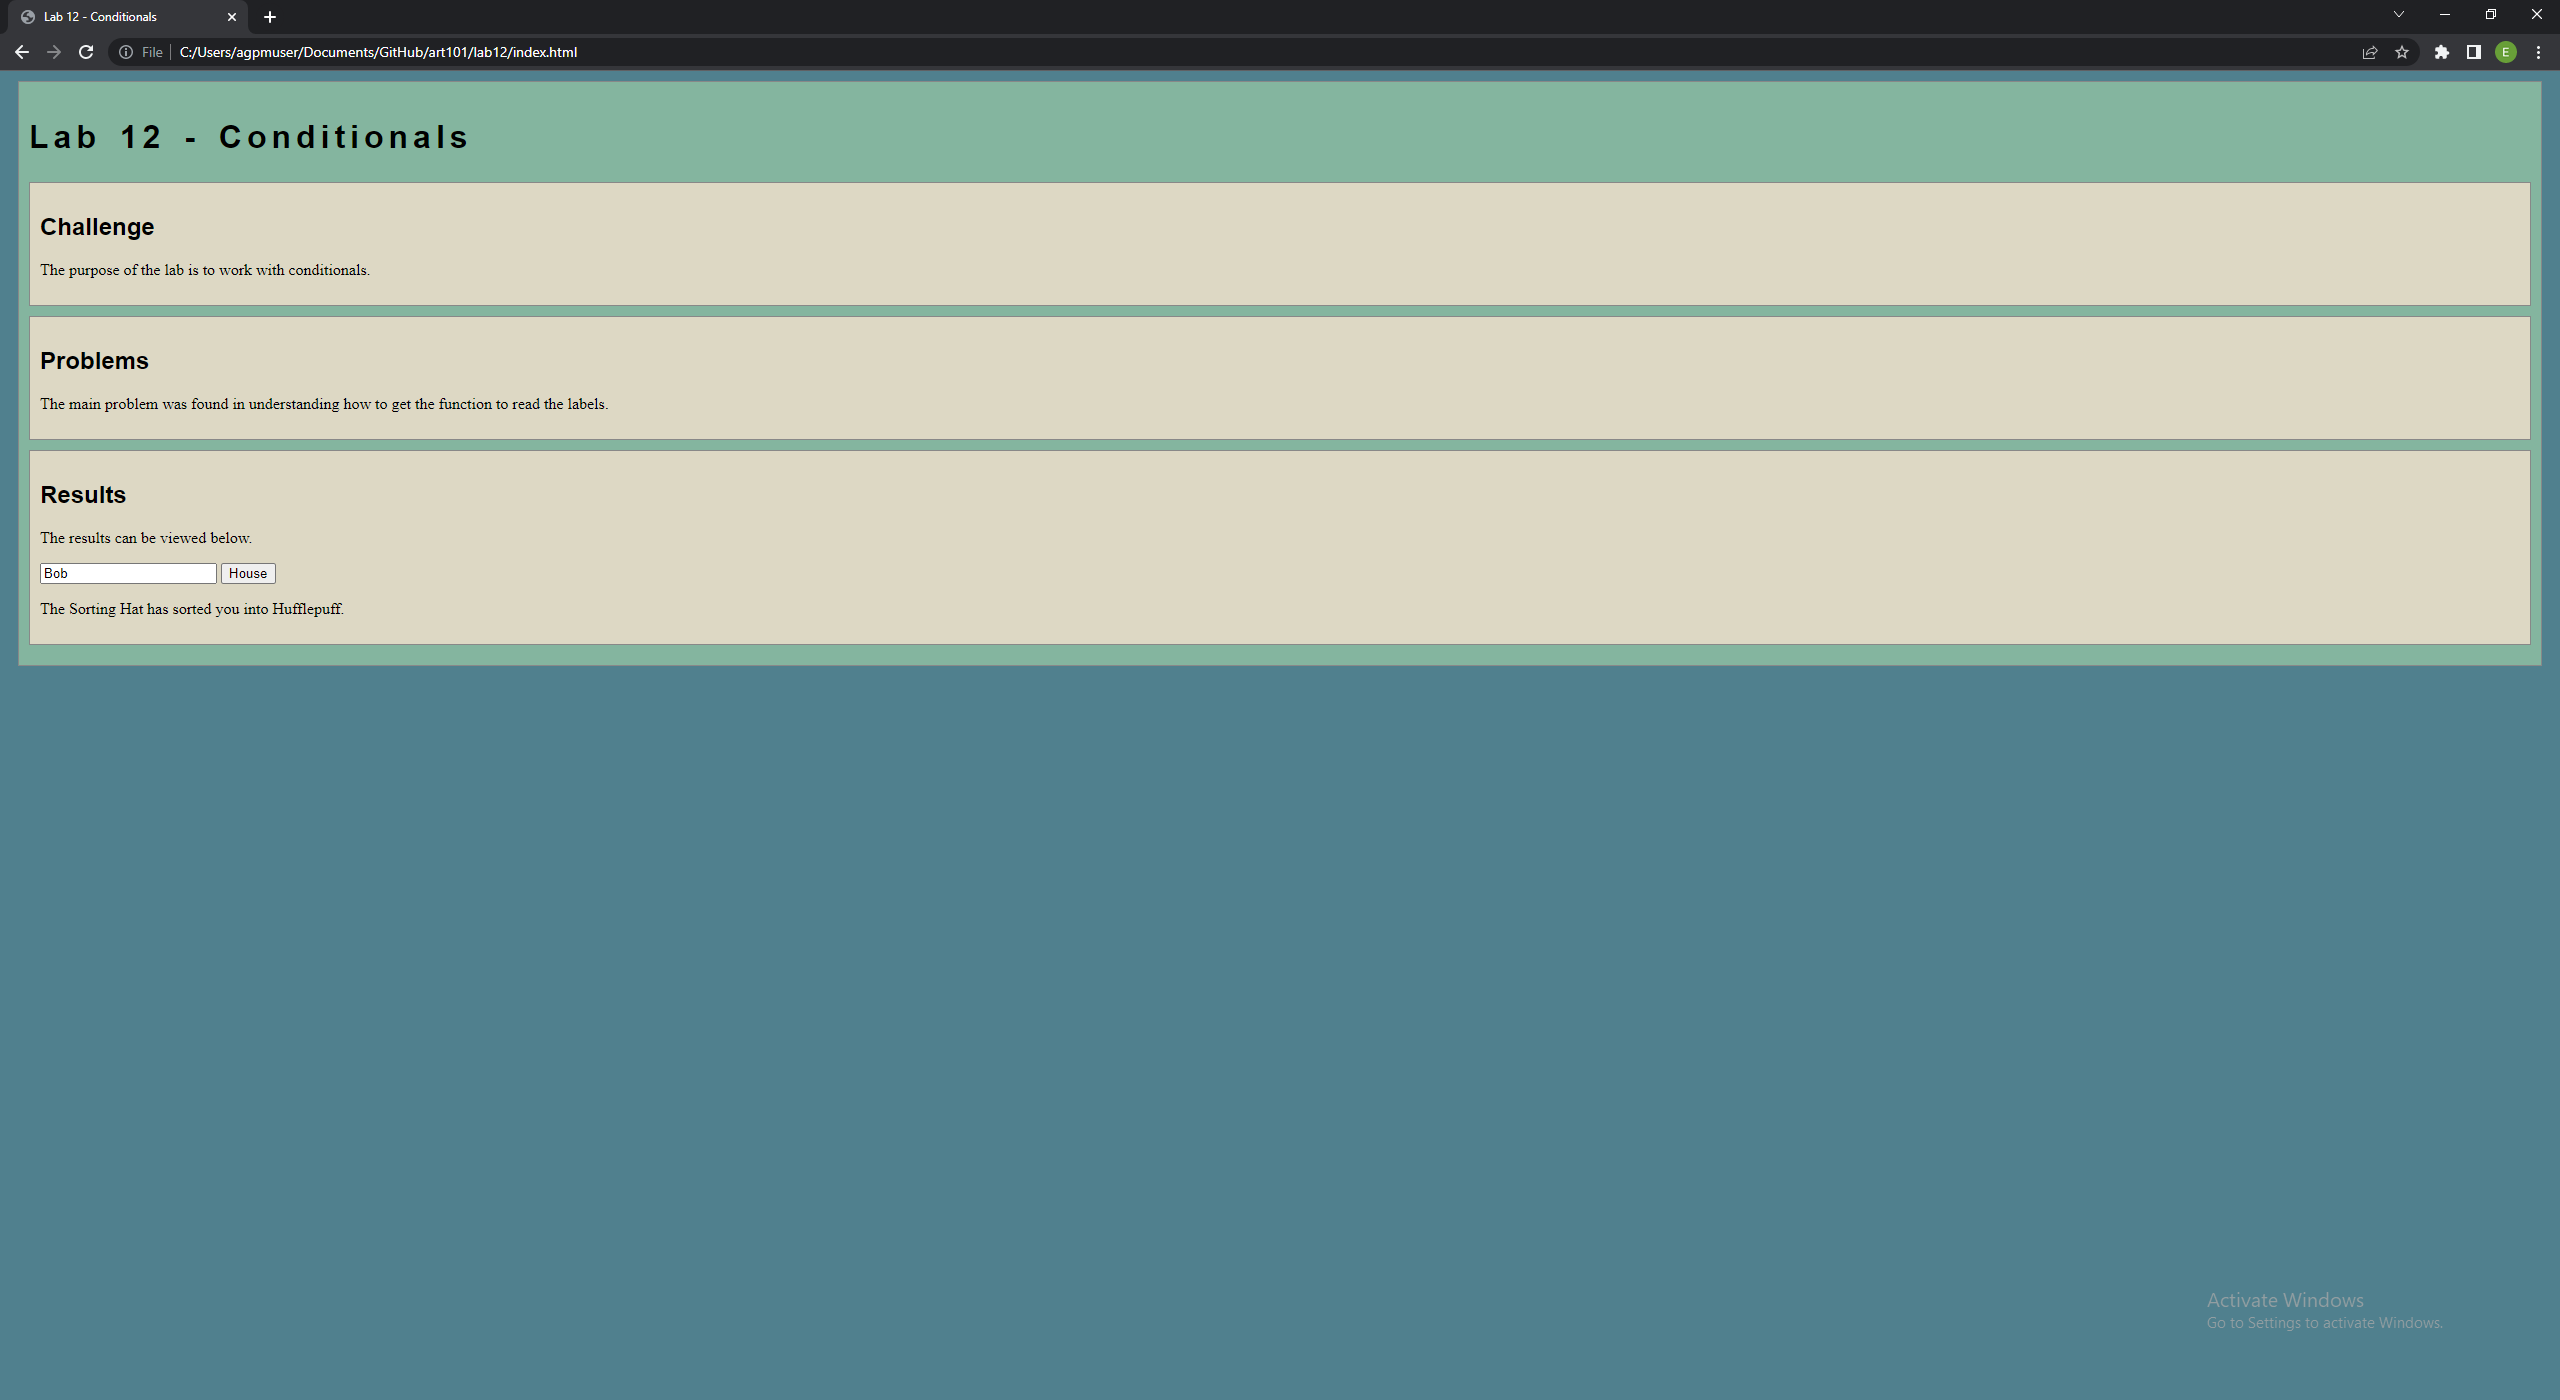 Lab 12 - Conditionals
File C:/Users/agpmuser/Documents/GitHub/art101/lab12/index.html
E
Lab 12 - Conditionals
Challenge
The purpose of the lab is to work with conditionals.
Problems
The main problem was found in understanding how to get the function to read the labels.
Results
The results can be viewed below.
Bob House
The Sorting Hat has sorted you into Hufflepuff.
Activate Windows
Go to Settings to activate Windows.